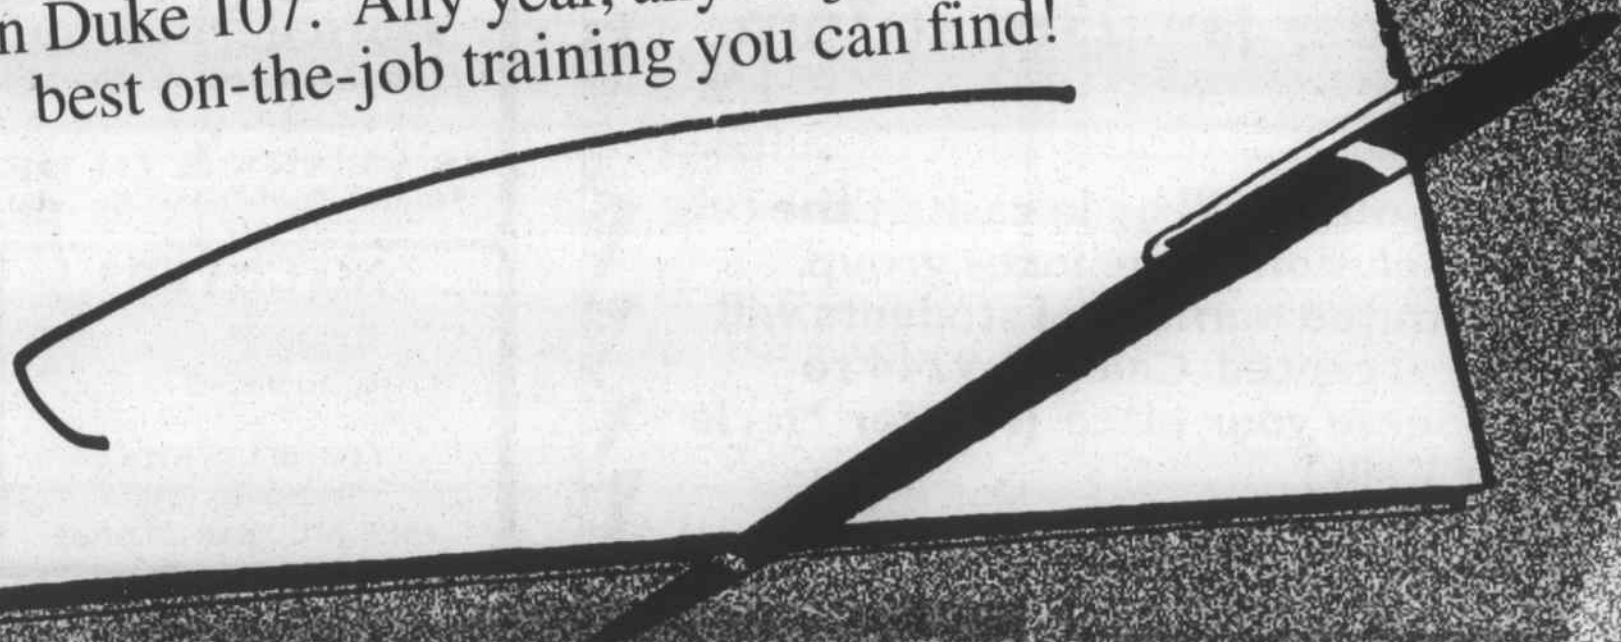 n Duke 107. Any year,
best on-the-job training you can find!